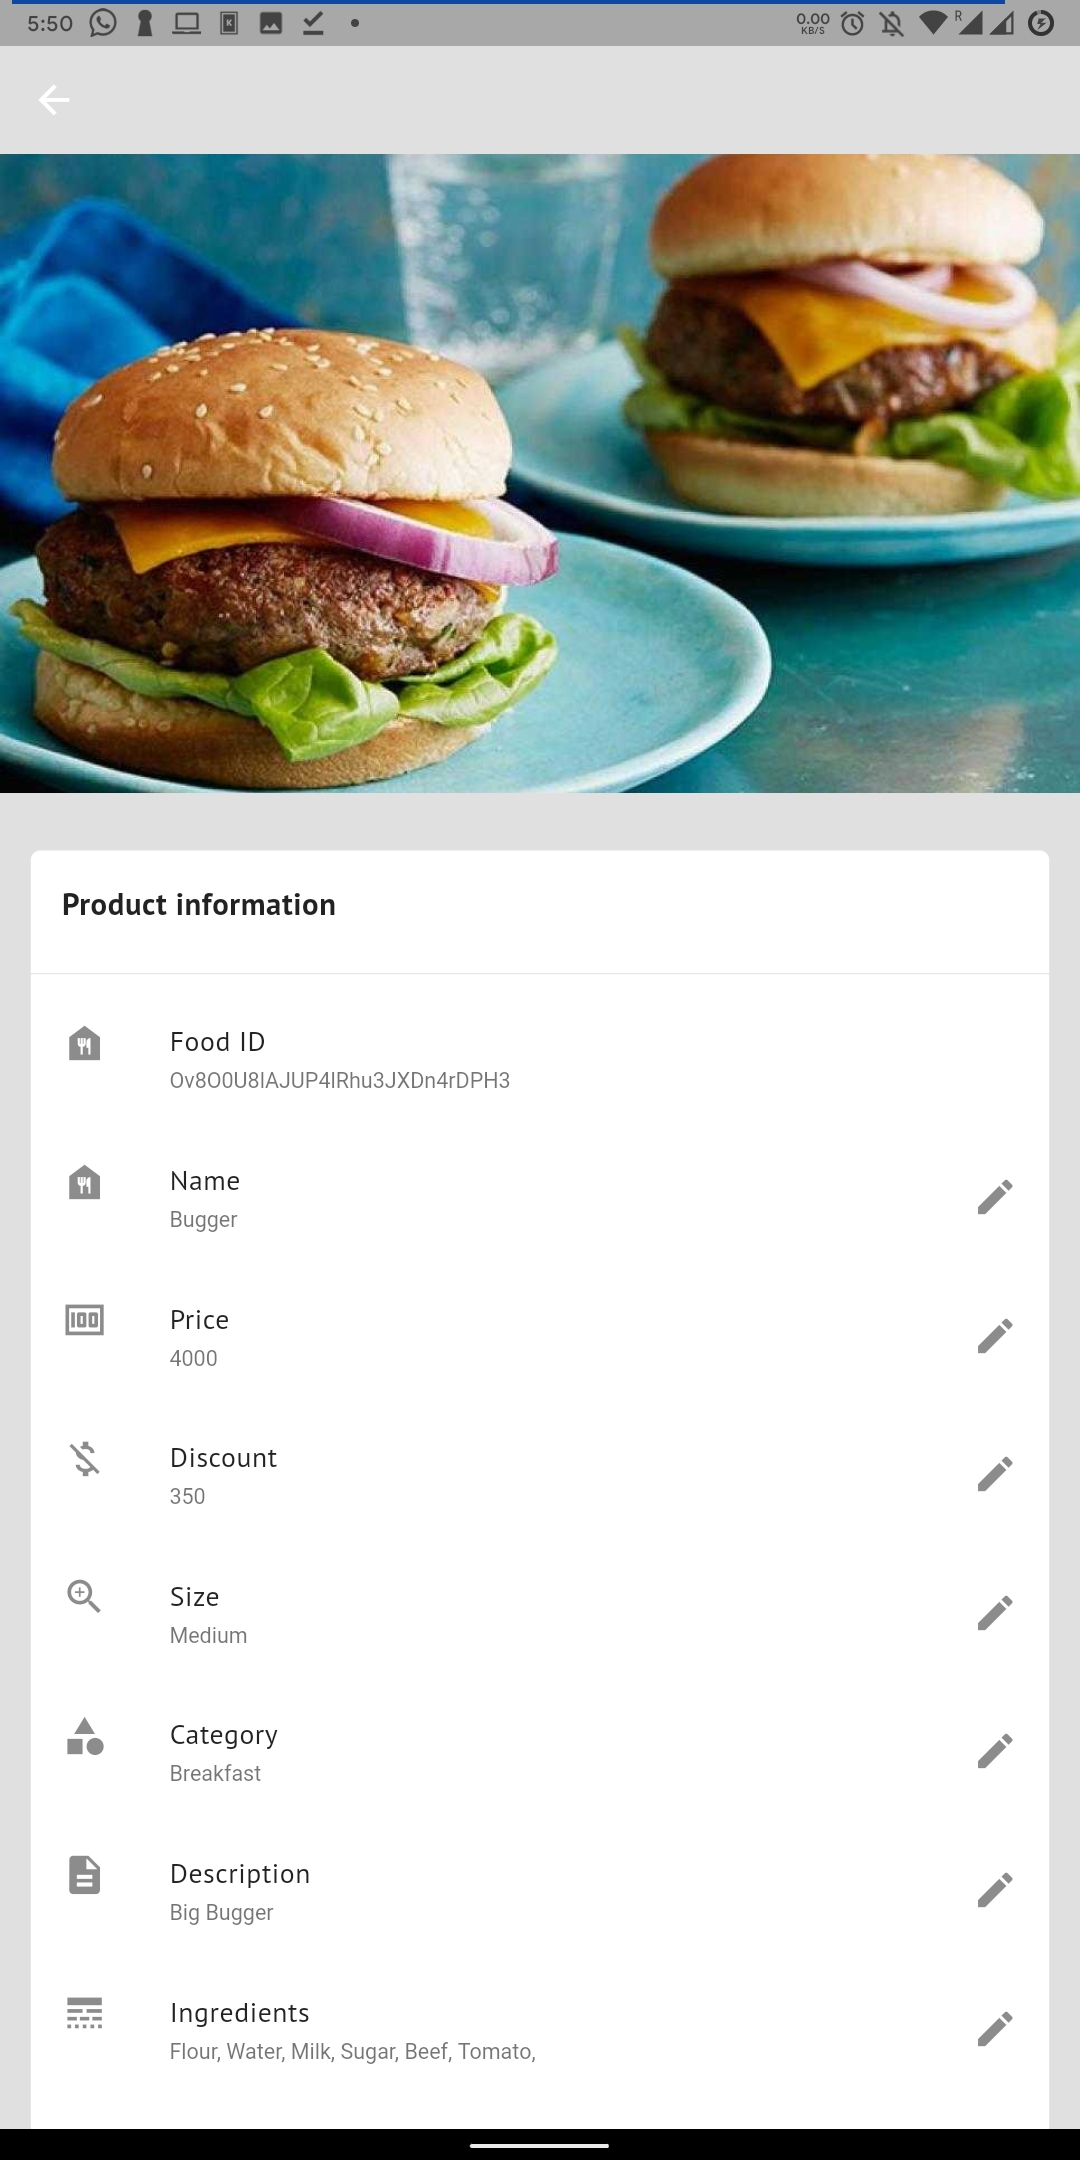 5:50
0.00
KB/S
R
Product information
Food ID
Ov8O0U8IAJUP4IRhu3JXDn4rDPH3
Name
Bugger
Price
4000
Discount
350
Size
Medium
Category
Breakfast
Description
Big Bugger
Ingredients
Flour, Water, Milk, Sugar, Beef, Tomato,